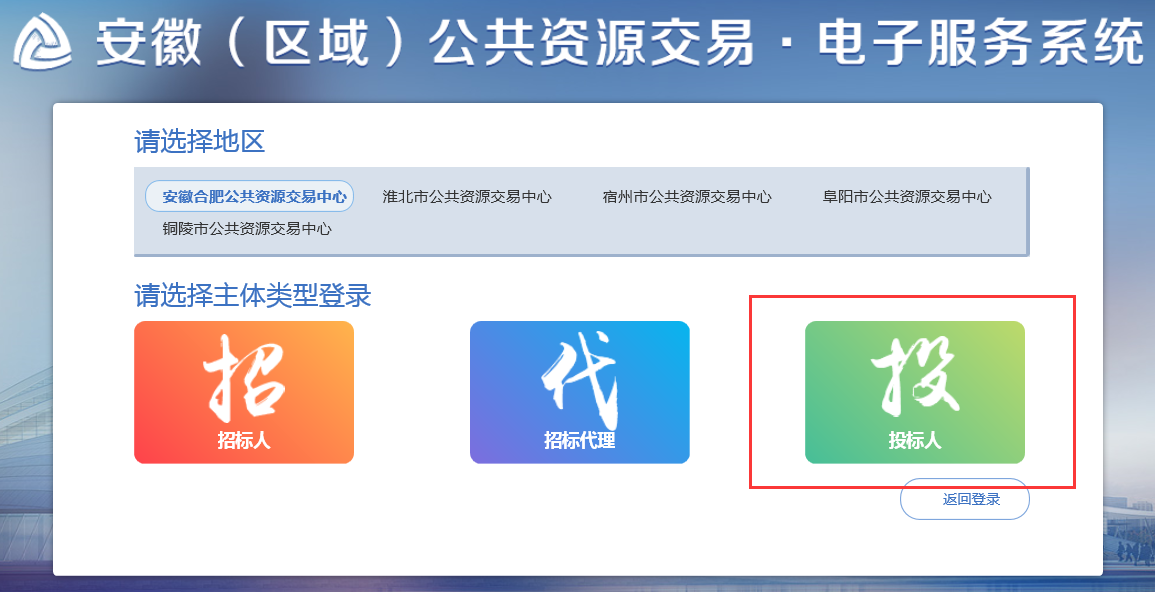 安徽（区域）公共资源交易·电子服务系统
请选择地区
安徽合肥公共资源交易中心 淮北市公共资源交易中心 宿州市公共资源交易中心 阜阳市公共资源交易中心
铜陵市公共资源交易中心
请选择主体类型登录
招 代 投
招标人 招标代理 投标人
返回登录